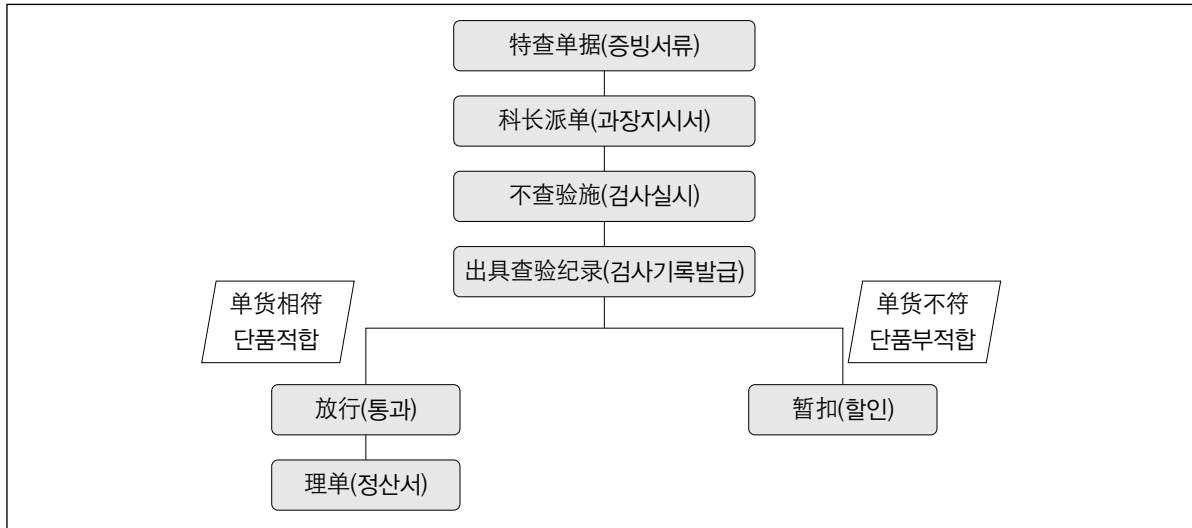 特查单据(증빙서류)
科长派单(과장지시서)
不查验施(검사실시)
出具查验纪录(검사기록발급)
单货相符
단품적합
单货不符
단품부적합
放行(통과)
暂扣(할인)
理单(정산서)